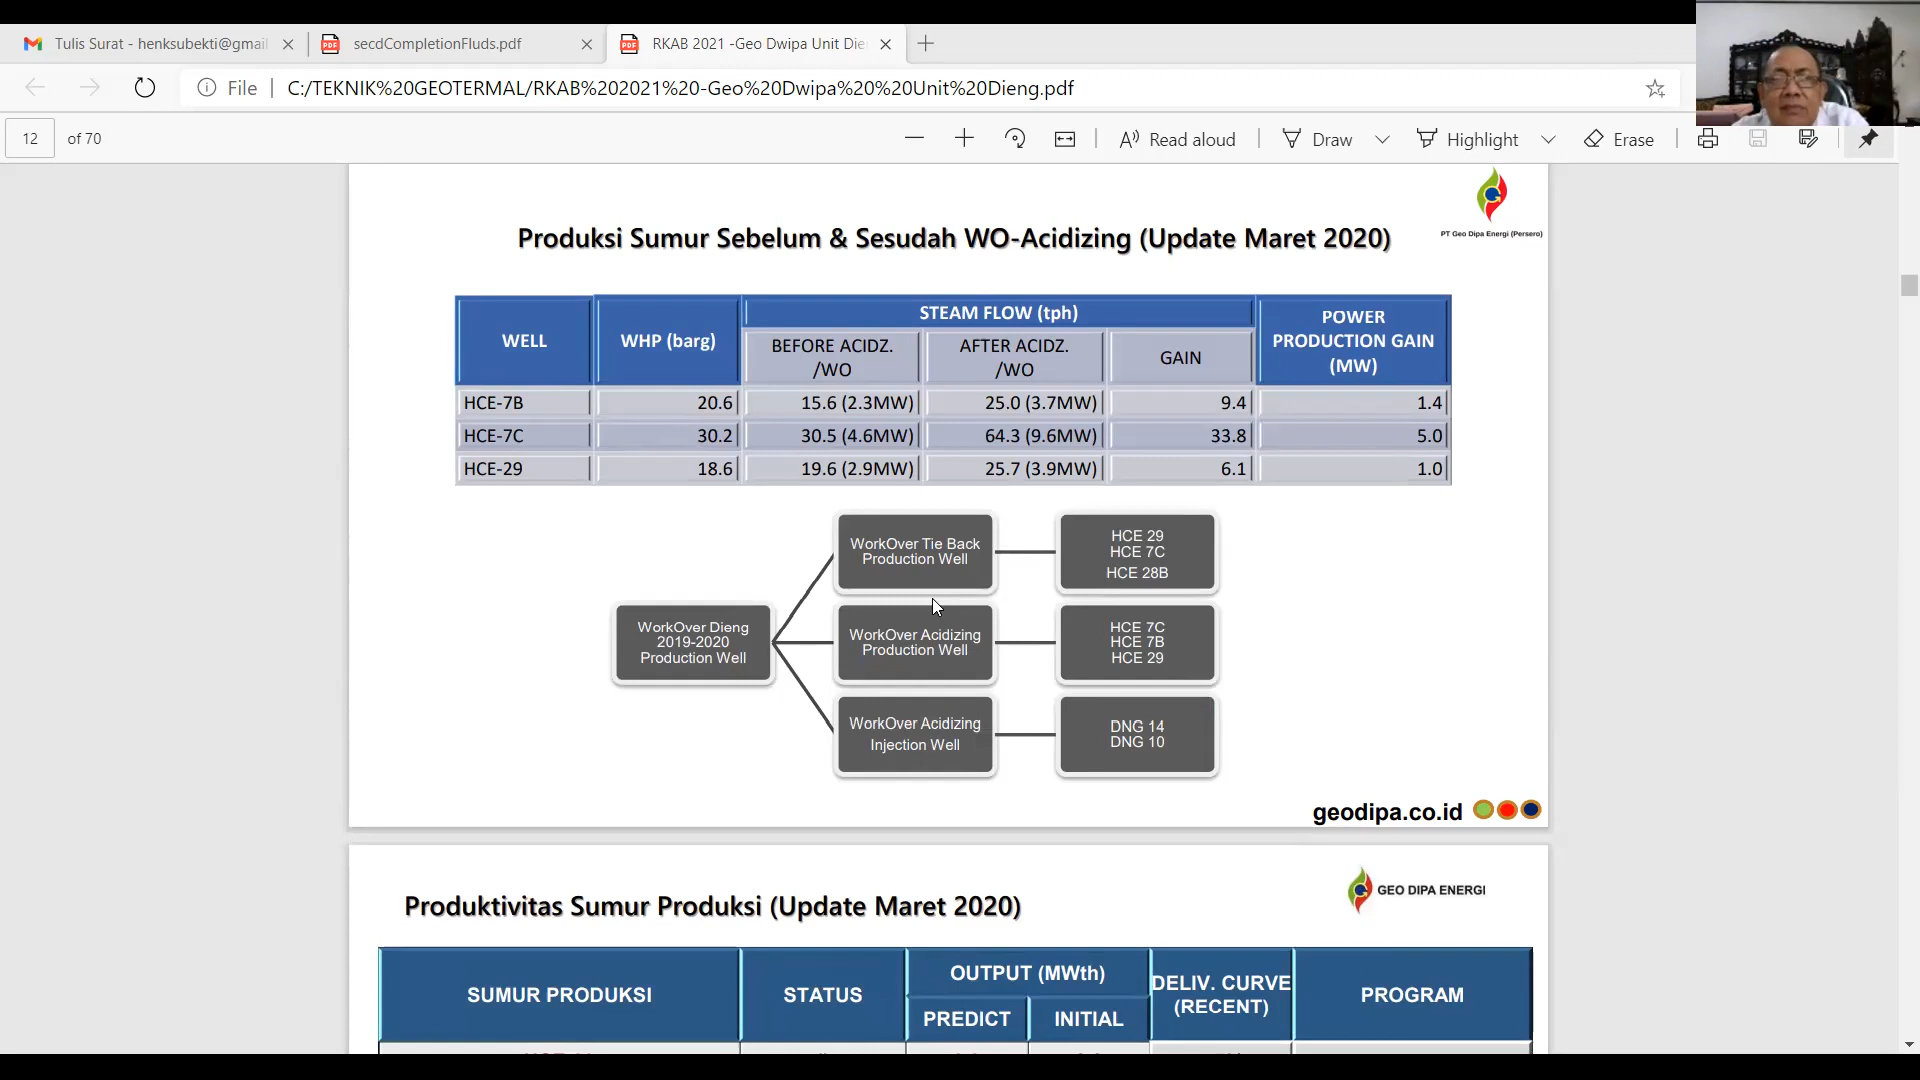 Tulis Surat - henksubekti@gmail
secdCompletionFluds.pdf
RKAB 2021 -Geo Dwipa Unit Die
File
C:/TEKNIK%20GEOTERMAL/RKAB%202021%20-Geo%20Dwipa%20%20Unit%20Dieng.pdf
12 of 70
Read aloud
Draw
Highlight
Erase
PT Geo Dipa Energi (Persero)
Produksi Sumur Sebelum & Sesudah WO-Acidizing (Update Maret 2020)
WELL
WHP (barg)
STEAM FLOW (tph)
POWER
PRODUCTION GAIN
(MW)
BEFORE ACIDZ.
/WO
AFTER ACIDZ.
/WO
GAIN
HCE-7B 20.6 15.6 (2.3MW) 25.0 (3.7MW) 9.4 1.4
HCE-7C 30.2 30.5 (4.6MW) 64.3 (9.6MW) 33.8 5.0
HCE-29 18.6 19.6 (2.9MW) 25.7 (3.9MW) 6.1 1.0
WorkOver Dieng
2019-2020
Production Well
WorkOver Tie Back
Production Well
HCE 29
HCE 7C
HCE 28B
WorkOver Acidizing
Production Well
HCE 7C
HCE 7B
HCE 29
WorkOver Acidizing
Injection Well
DNG 14
DNG 10
geodipa.co.id
GEO DIPA ENERGI
Produktivitas Sumur Produksi (Update Maret 2020)
SUMUR PRODUKSI
STATUS
OUTPUT (MWth)
PREDICT
INITIAL
DELIV. CURVE
(RECENT)
PROGRAM